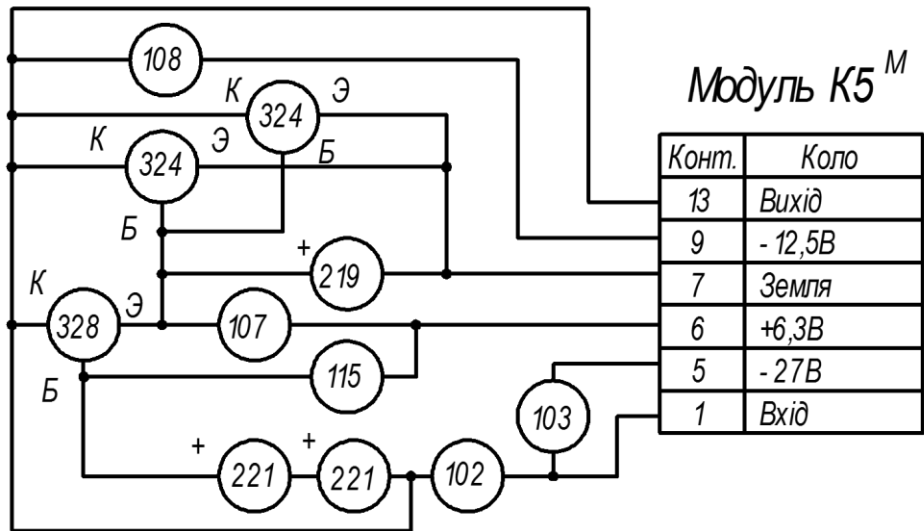 108
К
324
Э
Б
К
324
Э
Б
+
219
К
328
Э
Б
107
115
+
221
+
221
102
103
Модуль К5 М
Конт. Коло
13 Вихід
9 - 12,5В
7 Земля
6 +6,3В
5 - 27В
1 Вхід